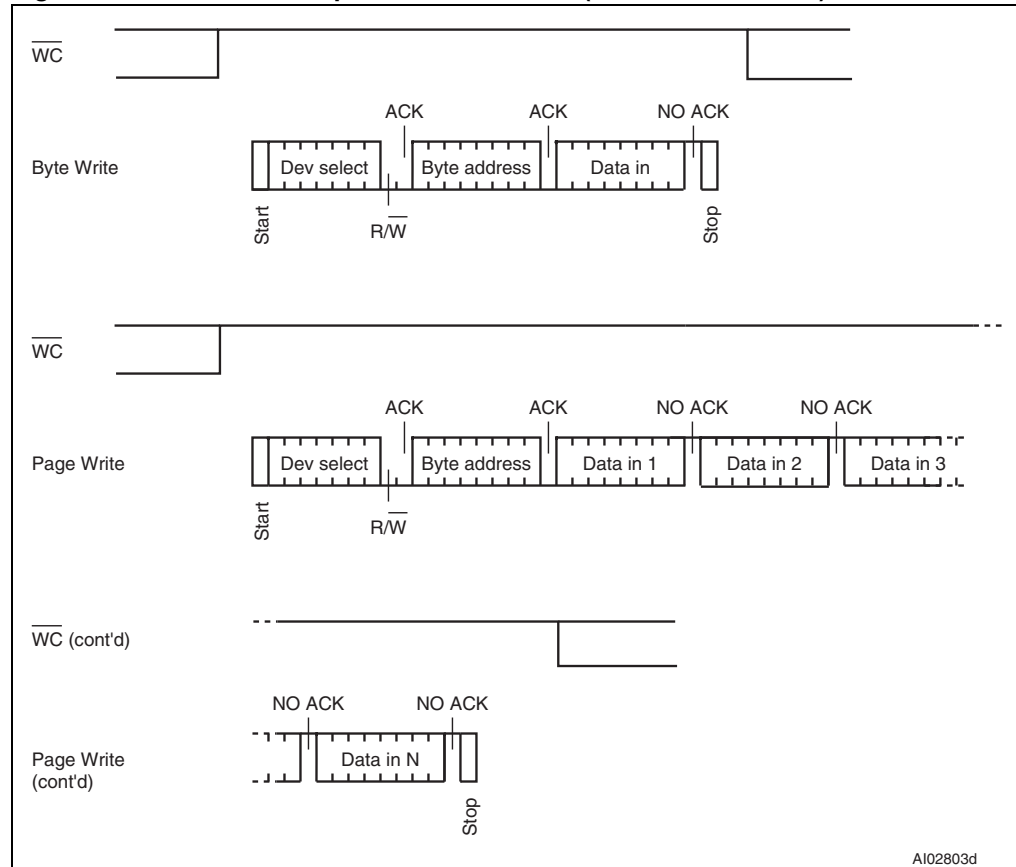 WC
ACK ACK NO ACK
Byte Write Dev select Byte address Data in
Start R/W Stop
WC
ACK ACK NO ACK NO ACK
Page Write Dev select Byte address Data in 1 Data in 2 Data in 3
Start R/W
WC (cont'd)
NO ACK NO ACK
Page Write
(cont'd)
Data in N
Stop
AI02803d